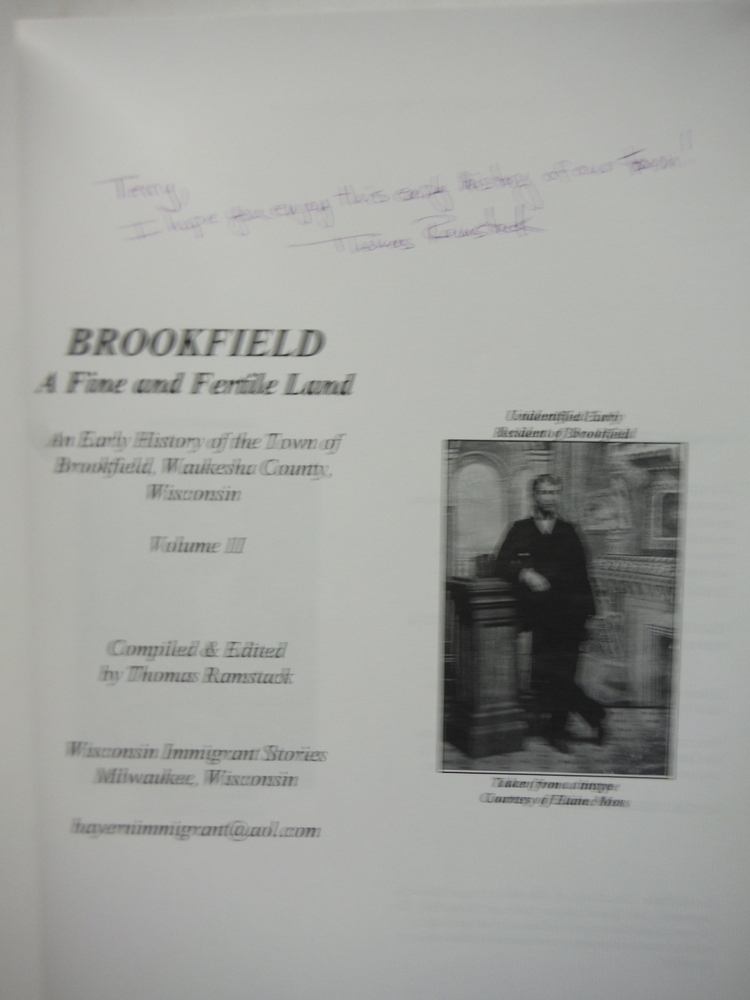 Terry,
I hope you enjoy this early history of our town!
Thomas Ramstack
BROOKFIELD
A Fine and Fertile Land
An Early History of the Town of
Brookfield, Waukesha County,
Wisconsin
Volume
Compiled & Edited
by Thomas Ramstack
Wisconsin Immigrant Stories
Milwaukee, Wisconsin
bayernimmigrant@aol.com
Unidentified Early
Resident of Brookfield
Taken from a tintype
Courtesy of Elaine Moss